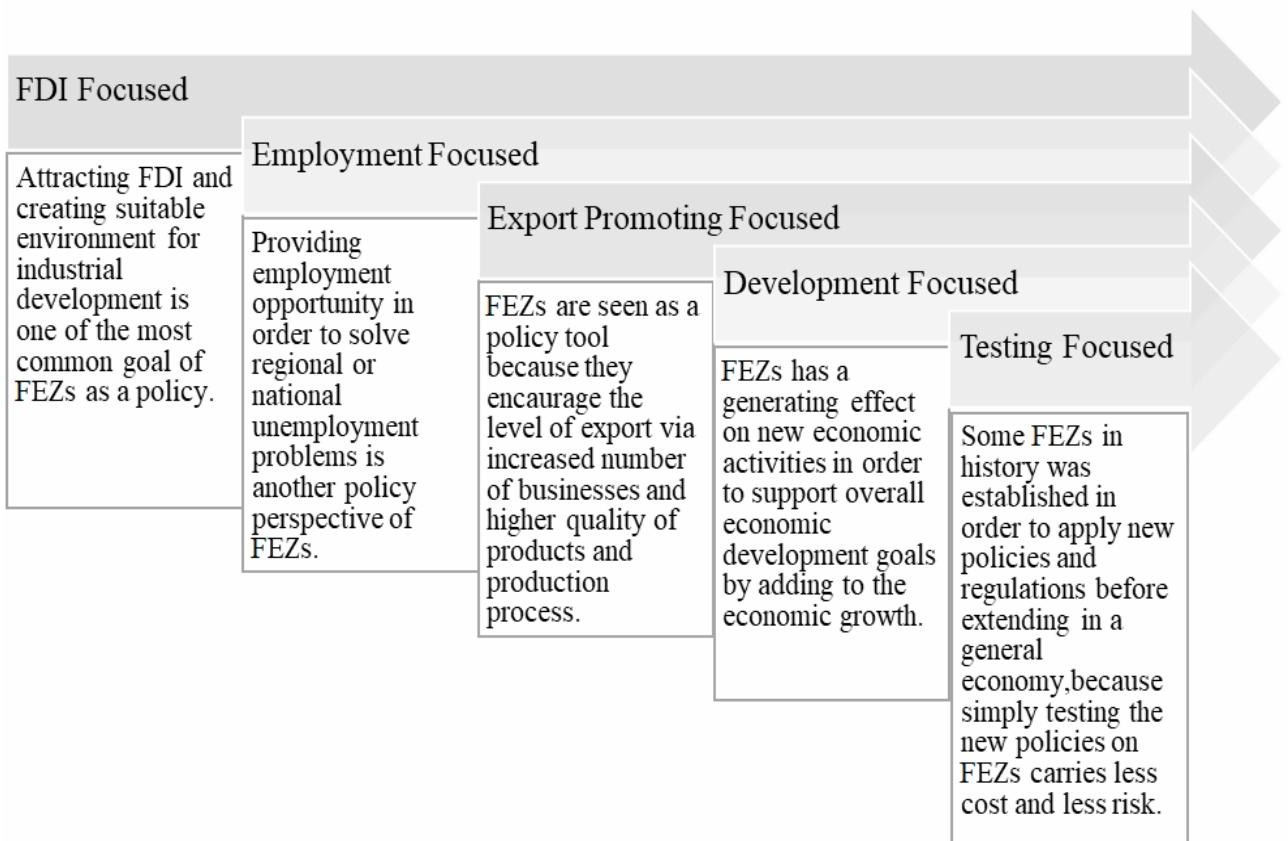 FDI Focused
Attracting FDI and
creating suitable
environment for
industrial
development is
one of the most
common goal of
FEZs as a policy.
Employment Focused
Providing
employment
opportunity in
order to solve
regional or
national
unemployment
problems is
another policy
perspective of
FEZs.
Export Promoting Focused
FEZs are seen as a
policy tool
because they
encaurage the
level of export via
increased number
of businesses and
higher quality of
products and
production
process.
Development Focused
FEZs has a
generating effect
on new economic
activities in order
to support overall
economic
development goals
by adding to the
economic growth.
Testing Focused
Some FEZs in
history was
established in
order to apply new
policies and
regulations before
extending in a
general
economy,because
simply testing the
new policies on
FEZs carries less
cost and less risk.